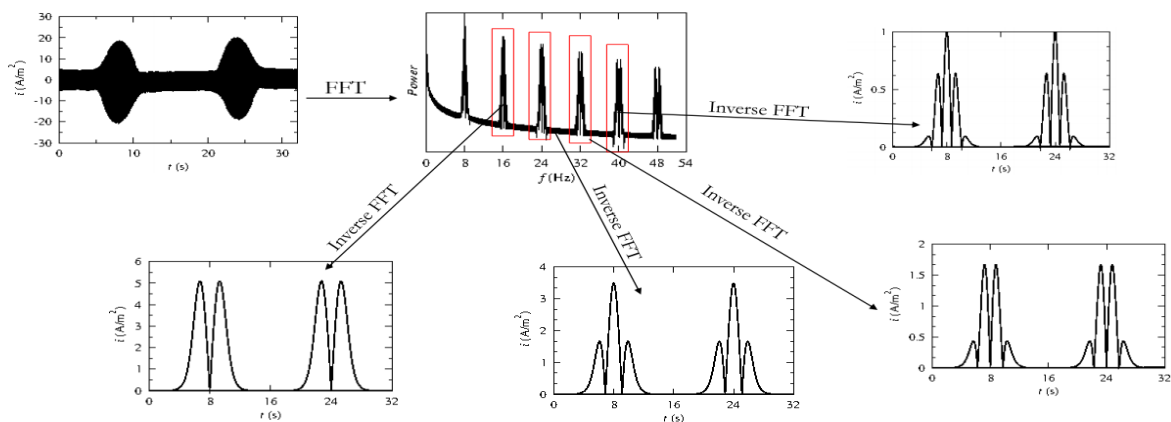 30
20
10
0
-10
-20
-30
i (A/m²)
0 10 20 30
t (s)
FFT
Power
0 8 16 24 32 40 48 54
f (Hz)
Inverse FFT
1
0.5
0
i (A/m²)
0 8 16 24 32
t (s)
Inverse FFT
Inverse FFT
Inverse FFT
6
5
4
3
2
1
0
i (A/m²)
0 8 16 24 32
t (s)
4
3
2
1
0
i (A/m²)
0 8 16 24 32
t (s)
2
1.5
1
0.5
0
i (A/m²)
0 8 16 24 32
t (s)